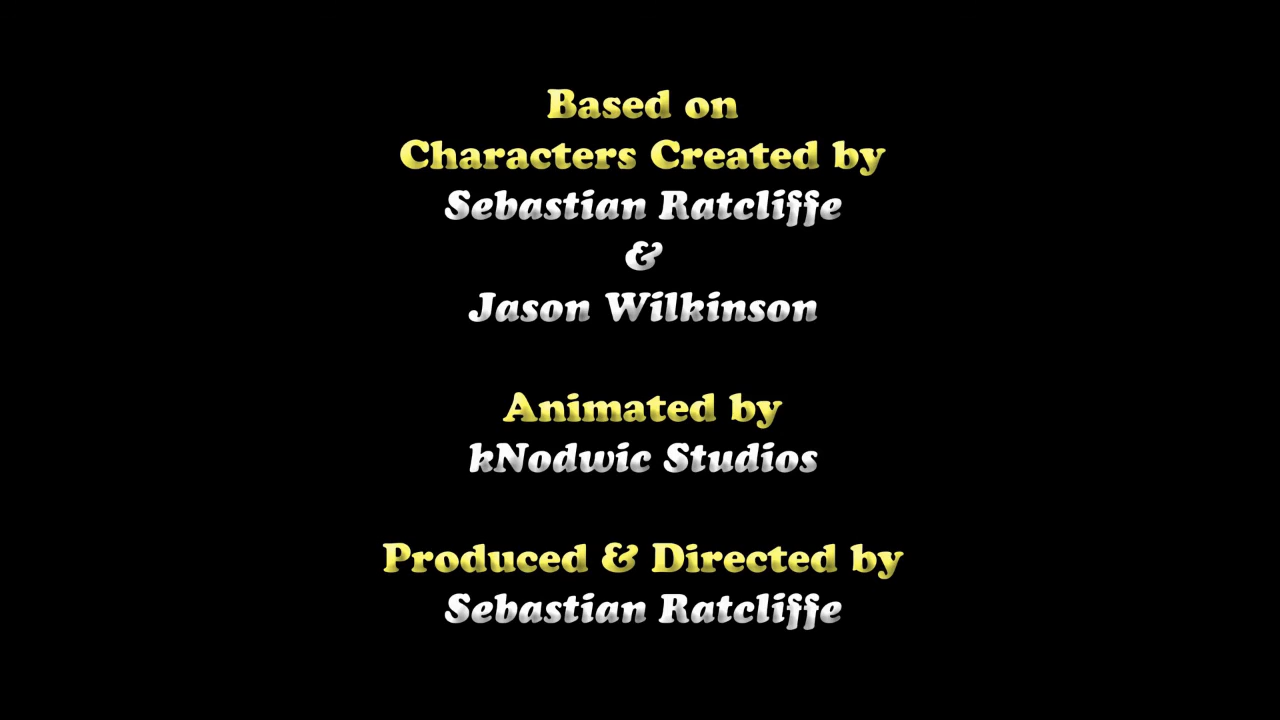 Based on
Characters Created by
Sebastian Ratcliffe
&
Jason Wilkinson
Animated by
kNodwic Studios
Produced & Directed by
Sebastian Ratcliffe